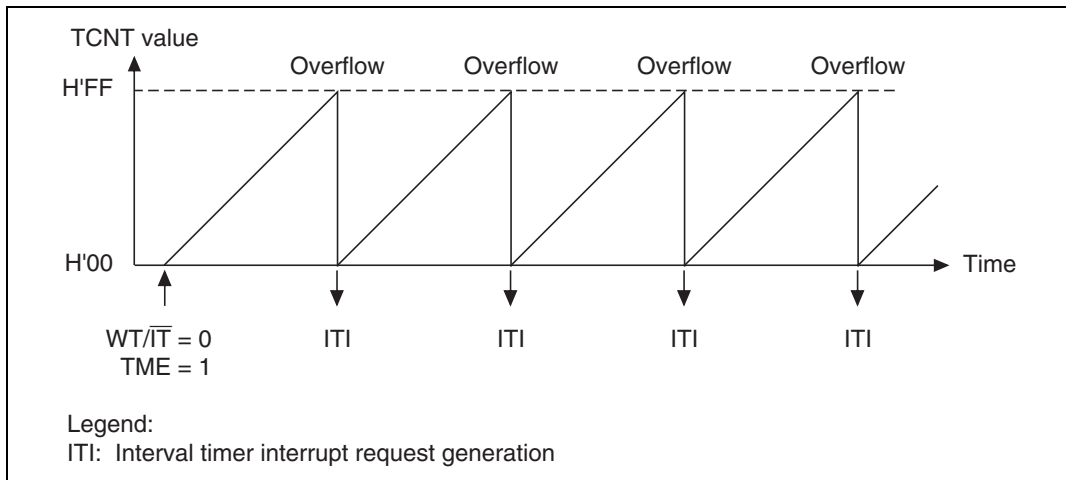 TCNT value
Overflow Overflow Overflow Overflow
H'FF
H'00
Time
WT/I̅T̅ = 0 ITI ITI ITI ITI
TME = 1
Legend:
ITI: Interval timer interrupt request generation